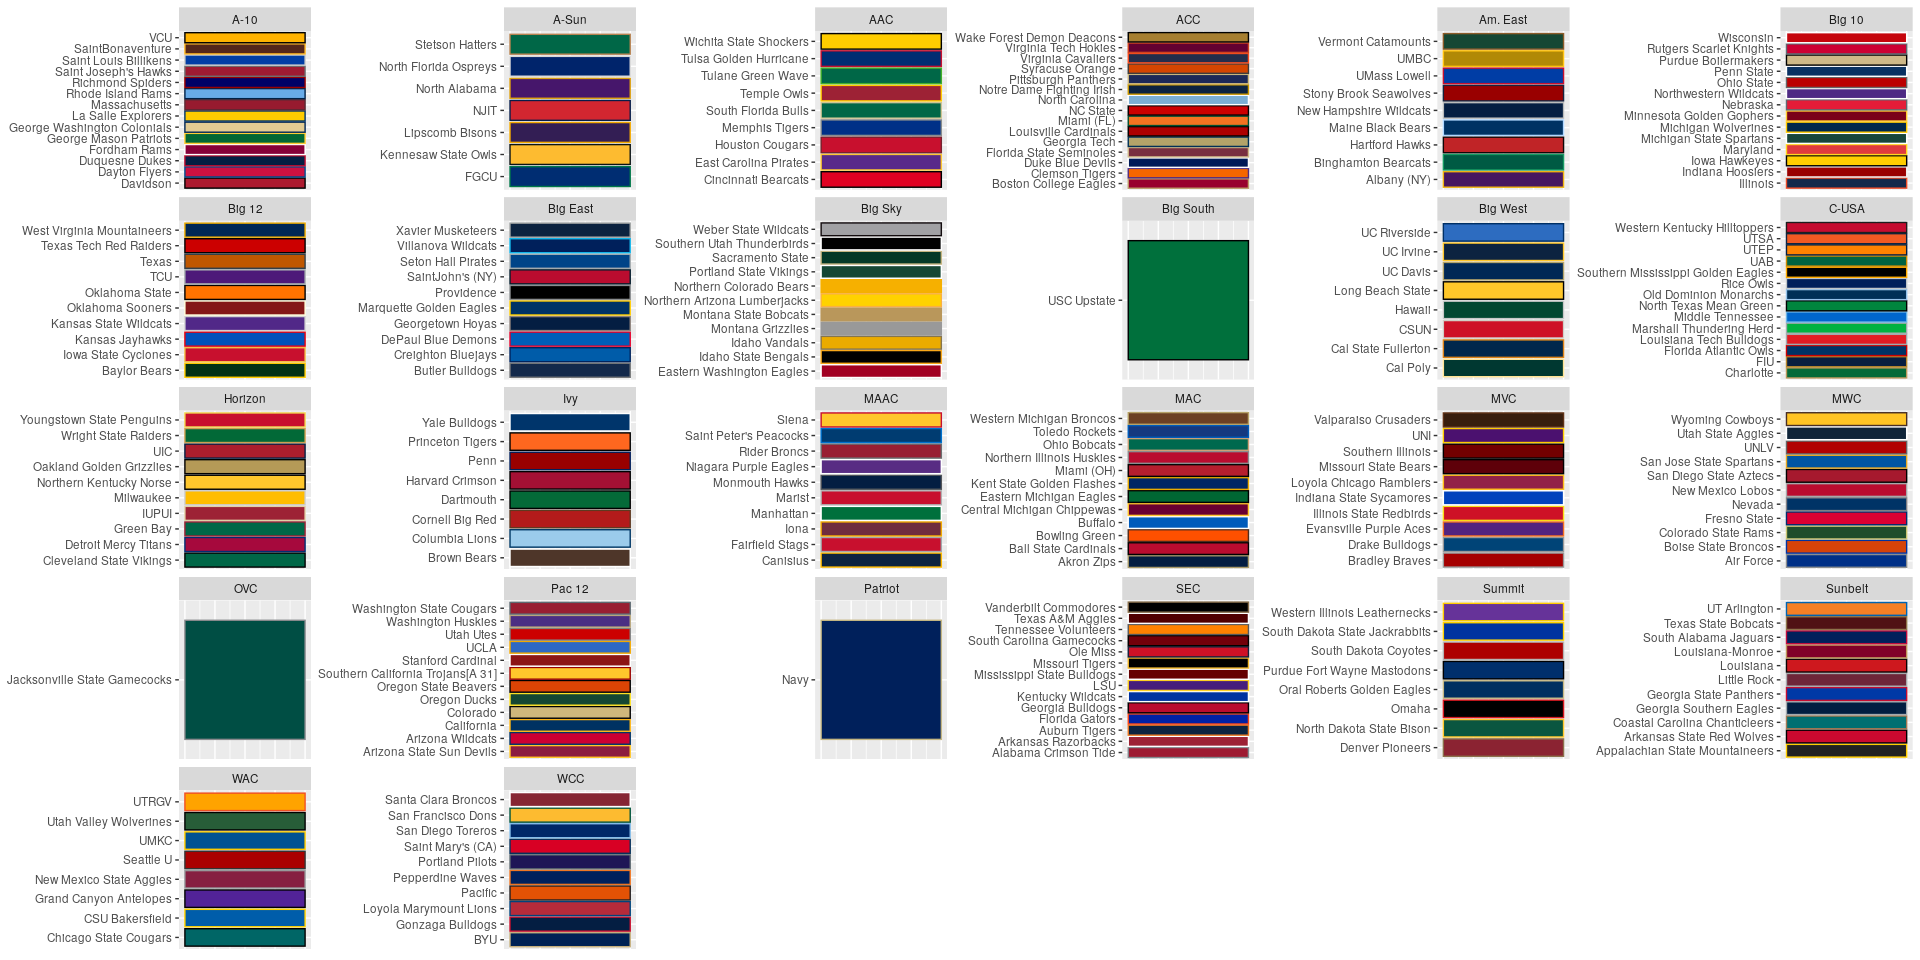 A-10
VCU
SaintBonaventure
Saint Louis Billikens
Saint Joseph's Hawks
Richmond Spiders
Rhode Island Rams
Massachusetts
La Salle Explorers
George Washington Colonials
George Mason Patriots
Fordham Rams
Duquesne Dukes
Dayton Flyers
Davidson
A-Sun
Stetson Hatters
North Florida Ospreys
North Alabama
NJIT
Lipscomb Bisons
Kennesaw State Owls
FGCU
AAC
Wichita State Shockers
Tulsa Golden Hurricane
Tulane Green Wave
Temple Owls
South Florida Bulls
Memphis Tigers
Houston Cougars
East Carolina Pirates
Cincinnati Bearcats
ACC
Wake Forest Demon Deacons
Virginia Tech Hokies
Virginia Cavaliers
Syracuse Orange
Pittsburgh Panthers
Notre Dame Fighting Irish
North Carolina
NC State
Miami (FL)
Louisville Cardinals
Georgia Tech
Florida State Seminoles
Duke Blue Devils
Clemson Tigers
Boston College Eagles
Am. East
Vermont Catamounts
UMBC
UMass Lowell
Stony Brook Seawolves
New Hampshire Wildcats
Maine Black Bears
Hartford Hawks
Binghamton Bearcats
Albany (NY)
Big 10
Wisconsin
Rutgers Scarlet Knights
Purdue Boilermakers
Penn State
Ohio State
Northwestern Wildcats
Nebraska
Minnesota Golden Gophers
Michigan Wolverines
Michigan State Spartans
Maryland
Iowa Hawkeyes
Indiana Hoosiers
Illinois
Big 12
West Virginia Mountaineers
Texas Tech Red Raiders
Texas
TCU
Oklahoma State
Oklahoma Sooners
Kansas State Wildcats
Kansas Jayhawks
Iowa State Cyclones
Baylor Bears
Big East
Xavier Musketeers
Villanova Wildcats
Seton Hall Pirates
SaintJohn's (NY)
Providence
Marquette Golden Eagles
Georgetown Hoyas
DePaul Blue Demons
Creighton Bluejays
Butler Bulldogs
Big Sky
Weber State Wildcats
Southern Utah Thunderbirds
Sacramento State
Portland State Vikings
Northern Colorado Bears
Northern Arizona Lumberjacks
Montana State Bobcats
Montana Grizzlies
Idaho Vandals
Idaho State Bengals
Eastern Washington Eagles
Big South
USC Upstate
Big West
UC Riverside
UC Irvine
UC Davis
Long Beach State
Hawaii
CSUN
Cal State Fullerton
Cal Poly
C-USA
Western Kentucky Hilltoppers
UTSA
UTEP
UAB
Southern Mississippi Golden Eagles
Rice Owls
Old Dominion Monarchs
North Texas Mean Green
Middle Tennessee
Marshall Thundering Herd
Louisiana Tech Bulldogs
Florida Atlantic Owls
FIU
Charlotte
Horizon
Youngstown State Penguins
Wright State Raiders
UIC
Oakland Golden Grizzlies
Northern Kentucky Norse
Milwaukee
IUPUI
Green Bay
Detroit Mercy Titans
Cleveland State Vikings
Ivy
Yale Bulldogs
Princeton Tigers
Penn
Harvard Crimson
Dartmouth
Cornell Big Red
Columbia Lions
Brown Bears
MAAC
Siena
Saint Peter's Peacocks
Rider Broncs
Niagara Purple Eagles
Monmouth Hawks
Marist
Manhattan
Iona
Fairfield Stags
Canisius
MAC
Western Michigan Broncos
Toledo Rockets
Ohio Bobcats
Northern Illinois Huskies
Miami (OH)
Kent State Golden Flashes
Eastern Michigan Eagles
Central Michigan Chippewas
Buffalo
Bowling Green
Ball State Cardinals
Akron Zips
MVC
Valparaiso Crusaders
UNI
Southern Illinois
Missouri State Bears
Loyola Chicago Ramblers
Indiana State Sycamores
Illinois State Redbirds
Evansville Purple Aces
Drake Bulldogs
Bradley Braves
MWC
Wyoming Cowboys
Utah State Aggies
UNLV
San Jose State Spartans
San Diego State Aztecs
New Mexico Lobos
Nevada
Fresno State
Colorado State Rams
Boise State Broncos
Air Force
OVC
Jacksonville State Gamecocks
Pac 12
Washington State Cougars
Washington Huskies
Utah Utes
UCLA
Stanford Cardinal
Southern California Trojans[A 31]
Oregon State Beavers
Oregon Ducks
Colorado
California
Arizona Wildcats
Arizona State Sun Devils
Patriot
Navy
SEC
Vanderbilt Commodores
Texas A&M Aggies
Tennessee Volunteers
South Carolina Gamecocks
Ole Miss
Missouri Tigers
Mississippi State Bulldogs
LSU
Kentucky Wildcats
Georgia Bulldogs
Florida Gators
Auburn Tigers
Arkansas Razorbacks
Alabama Crimson Tide
Summit
Western Illinois Leathernecks
South Dakota State Jackrabbits
South Dakota Coyotes
Purdue Fort Wayne Mastodons
Oral Roberts Golden Eagles
Omaha
North Dakota State Bison
Denver Pioneers
Sunbelt
UT Arlington
Texas State Bobcats
South Alabama Jaguars
Louisiana-Monroe
Louisiana
Little Rock
Georgia State Panthers
Georgia Southern Eagles
Coastal Carolina Chanticleers
Arkansas State Red Wolves
Appalachian State Mountaineers
WAC
UTRGV
Utah Valley Wolverines
UMKC
Seattle U
New Mexico State Aggies
Grand Canyon Antelopes
CSU Bakersfield
Chicago State Cougars
WCC
Santa Clara Broncos
San Francisco Dons
San Diego Toreros
Saint Mary's (CA)
Portland Pilots
Pepperdine Waves
Pacific
Loyola Marymount Lions
Gonzaga Bulldogs
BYU